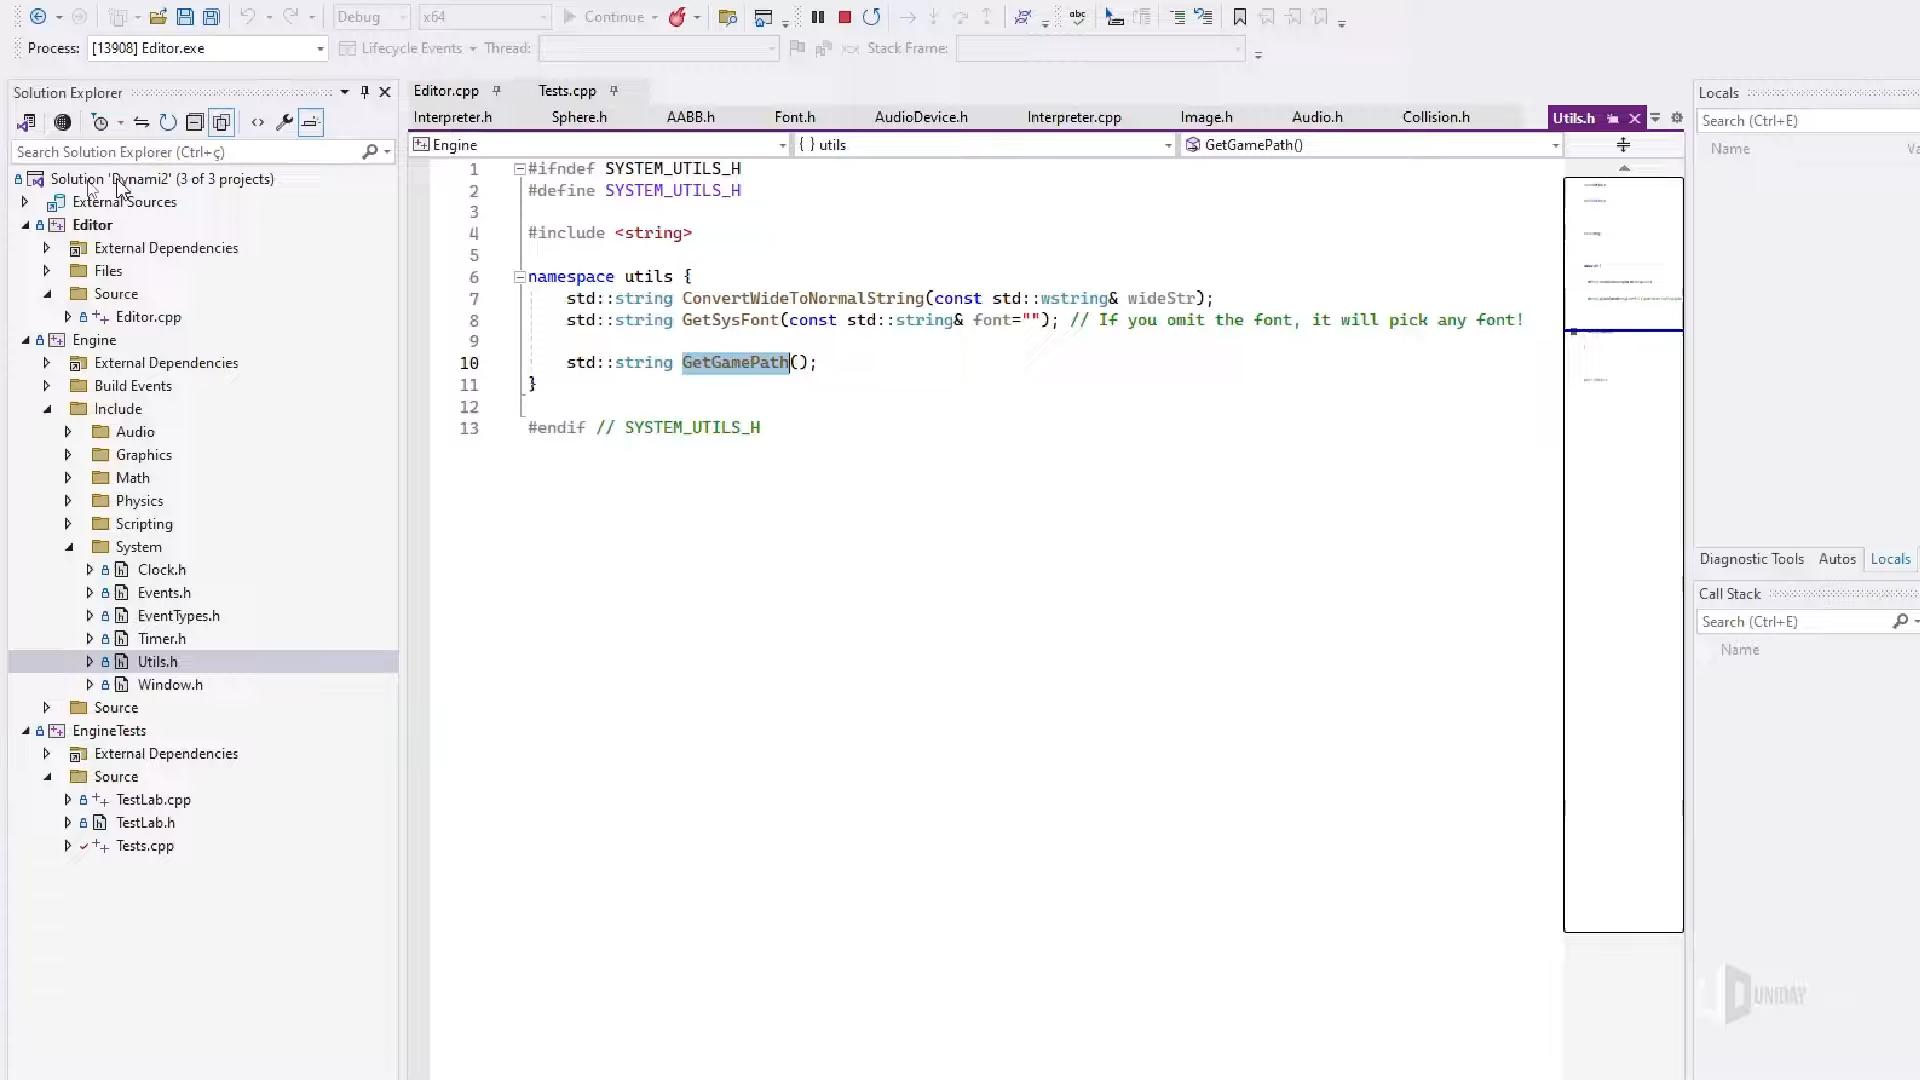 Debug
x64
Continue
Process:
[13908] Editor.exe
Lifecycle Events
Thread:
Stack Frame:
Solution Explorer
Search Solution Explorer (Ctrl+ç)
Solution 'Dynami2' (3 of 3 projects)
External Sources
Editor
External Dependencies
Files
Source
Editor.cpp
Engine
External Dependencies
Build Events
Include
Audio
Graphics
Math
Physics
Scripting
System
Clock.h
Events.h
EventTypes.h
Timer.h
Utils.h
Window.h
Source
EngineTests
External Dependencies
Source
TestLab.cpp
TestLab.h
Tests.cpp
Editor.cpp
Tests.cpp
Interpreter.h
Sphere.h
AABB.h
Font.h
AudioDevice.h
Interpreter.cpp
Image.h
Audio.h
Collision.h
Utils.h
Engine
{ } utils
GetGamePath()
1 #ifndef SYSTEM_UTILS_H
2 #define SYSTEM_UTILS_H
3
4 #include <string>
5
6 namespace utils {
7 std::string ConvertWideToNormalString(const std::wstring& wideStr);
8 std::string GetSysFont(const std::string& font=""); // If you omit the font, it will pick any font!
9
10 std::string GetGamePath();
11 }
12
13 #endif // SYSTEM_UTILS_H
Locals
Search (Ctrl+E)
Name
Va
Diagnostic Tools
Autos
Locals
Call Stack
Search (Ctrl+E)
Name
UNIDAY